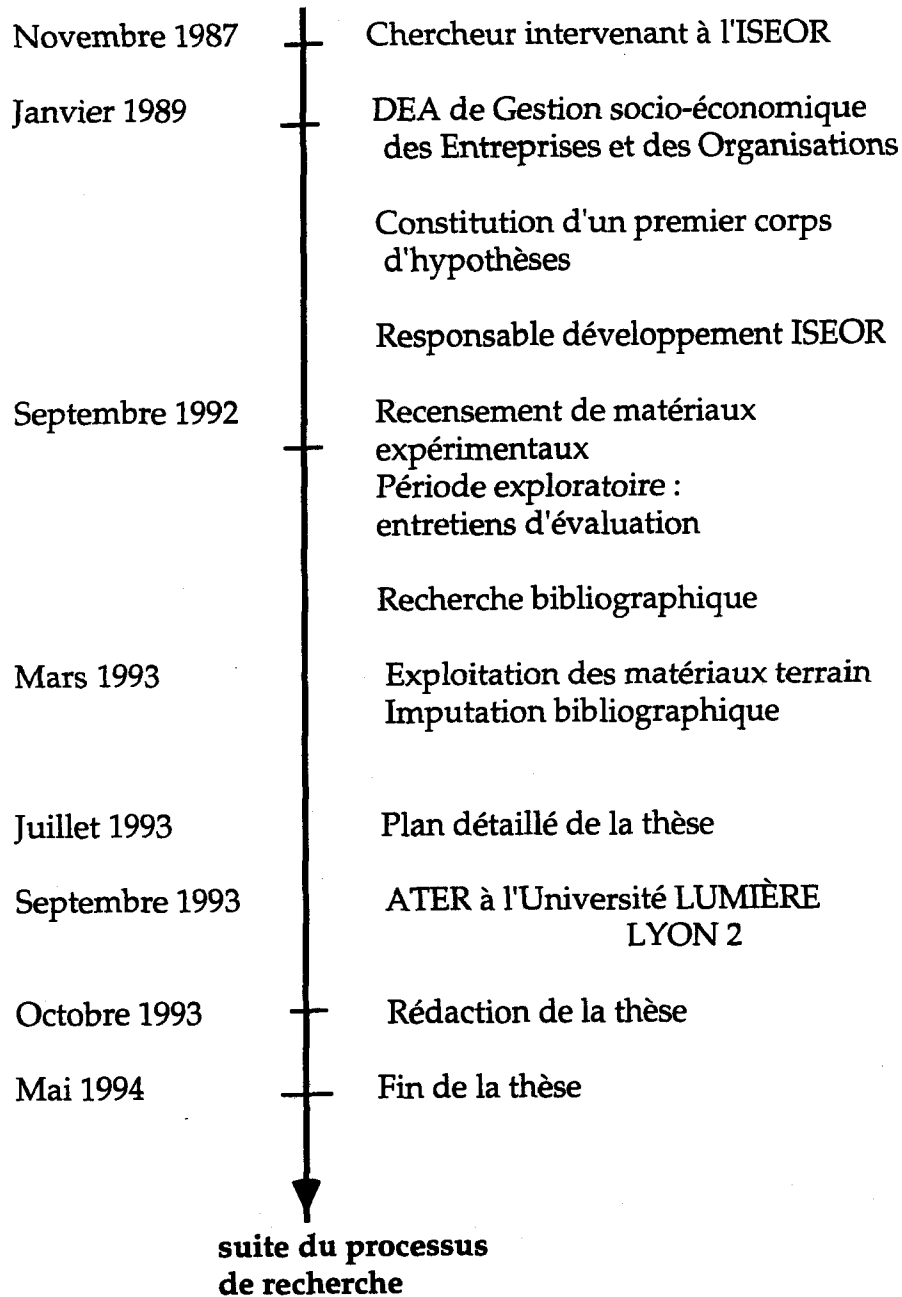 Novembre 1987 Chercheur intervenant à l'ISEOR
Janvier 1989 DEA de Gestion socio-économique
des Entreprises et des Organisations
Constitution d'un premier corps
d'hypothèses
Responsable développement ISEOR
Septembre 1992 Recensement de matériaux
expérimentaux
Période exploratoire :
entretiens d'évaluation
Recherche bibliographique
Mars 1993 Exploitation des matériaux terrain
Imputation bibliographique
Juillet 1993 Plan détaillé de la thèse
Septembre 1993 ATER à l'Université LUMIÈRE
LYON 2
Octobre 1993 Rédaction de la thèse
Mai 1994 Fin de la thèse
suite du processus
de recherche